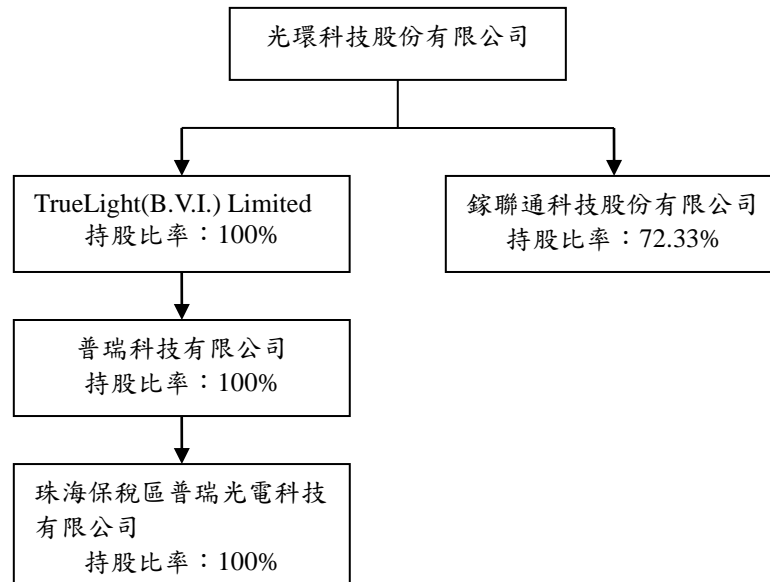 光環科技股份有限公司
TrueLight(B.V.I.) Limited
持股比率：100%
鎵聯通科技股份有限公司
持股比率：72.33%
普瑞科技有限公司
持股比率：100%
珠海保稅區普瑞光電科技
有限公司
持股比率：100%